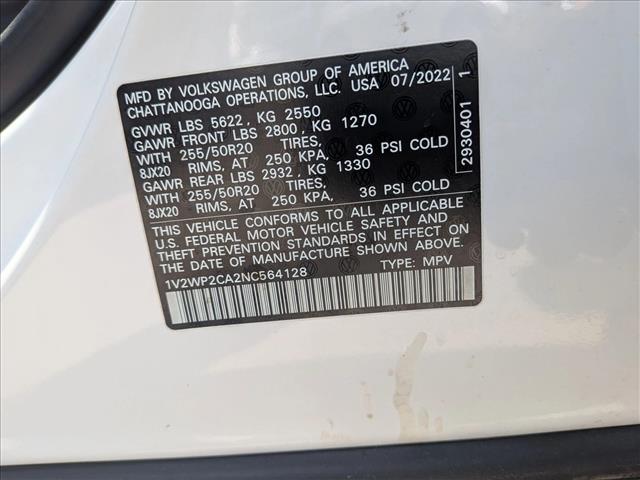 MFD BY VOLKSWAGEN GROUP OF AMERICA
CHATTANOOGA OPERATIONS, LLC. USA 07/2022
GVWR LBS 5622, KG 2550
GAWR FRONT LBS 2800, KG 1270
WITH 255/50R20 TIRES,
8JX20 RIMS, AT 250 KPA, 36 PSI COLD
GAWR REAR LBS 2932, KG 1330
WITH 255/50R20 TIRES,
8JX20 RIMS, AT 250 KPA, 36 PSI COLD
THIS VEHICLE CONFORMS TO ALL APPLICABLE
U.S. FEDERAL MOTOR VEHICLE SAFETY AND
THEFT PREVENTION STANDARDS IN EFFECT ON
THE DATE OF MANUFACTURE SHOWN ABOVE.
1V2WP2CA2NC564128 TYPE: MPV
2930401 1